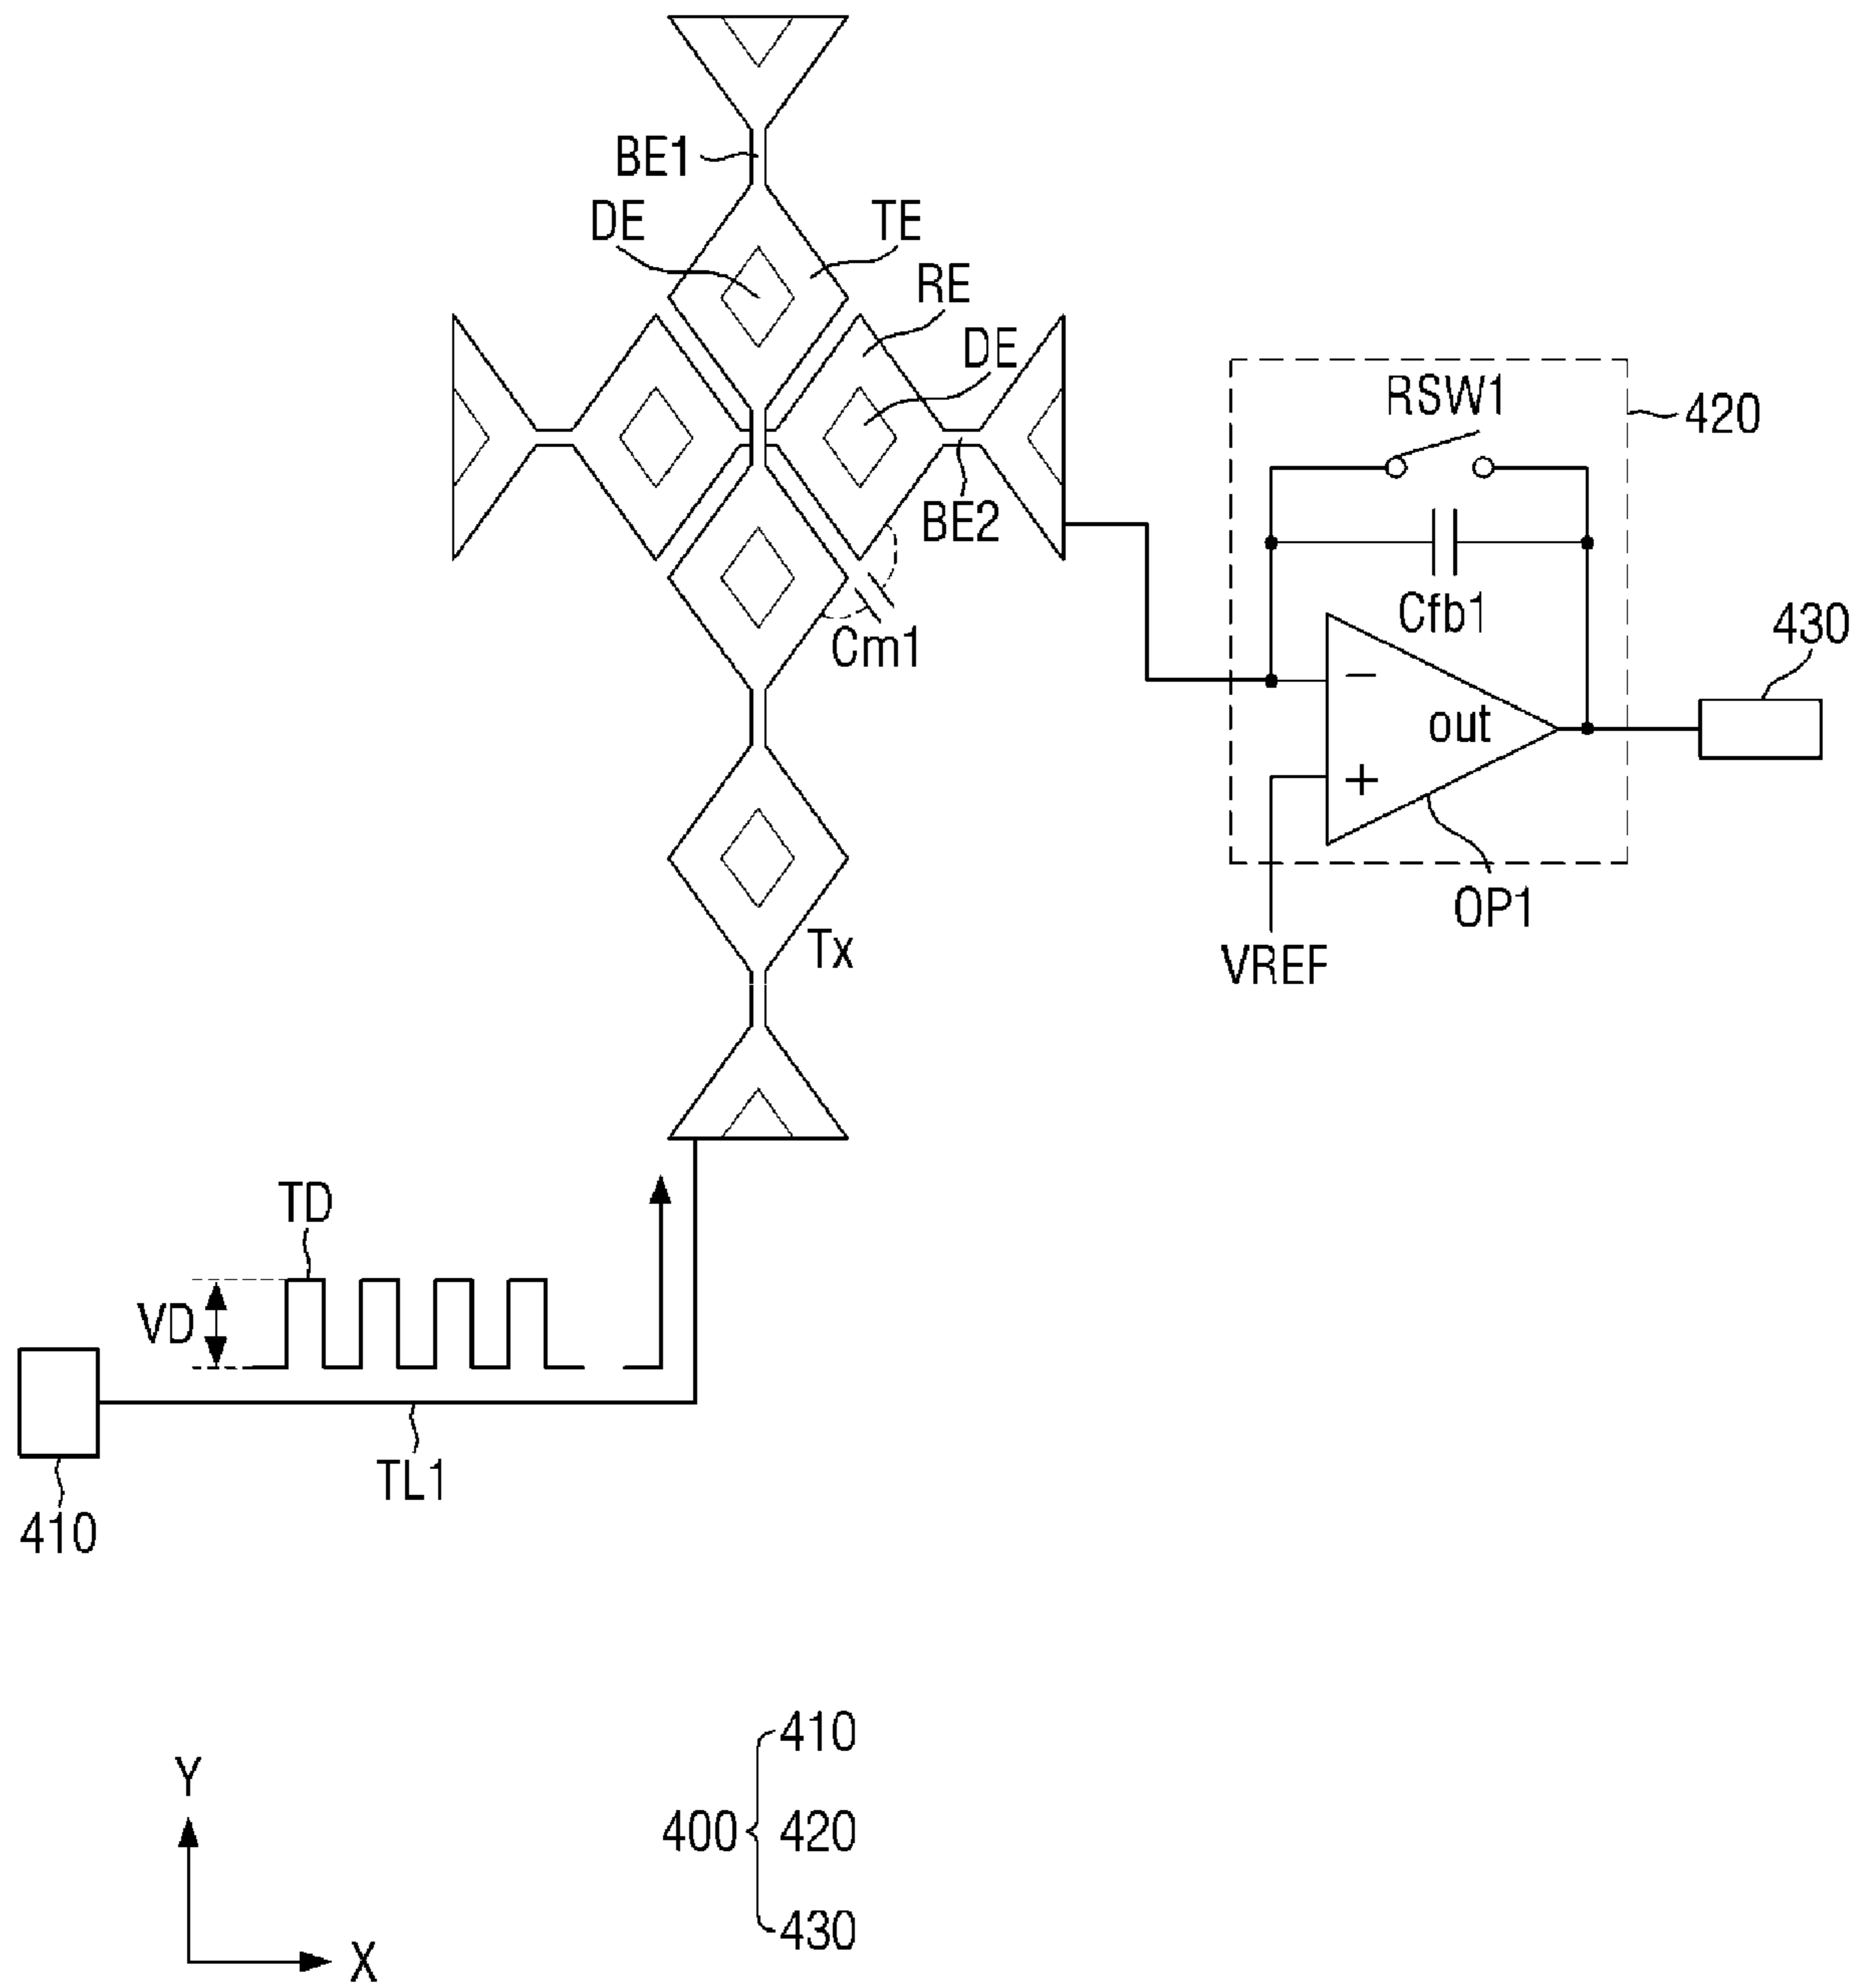 BE1
DE
TE
RE
DE
RSW1
420
BE2
Cfb1
Cm1
430
−
out
+
OP1
Tx
VREF
TD
VD
TL1
410
410
400 420
430
Y
X